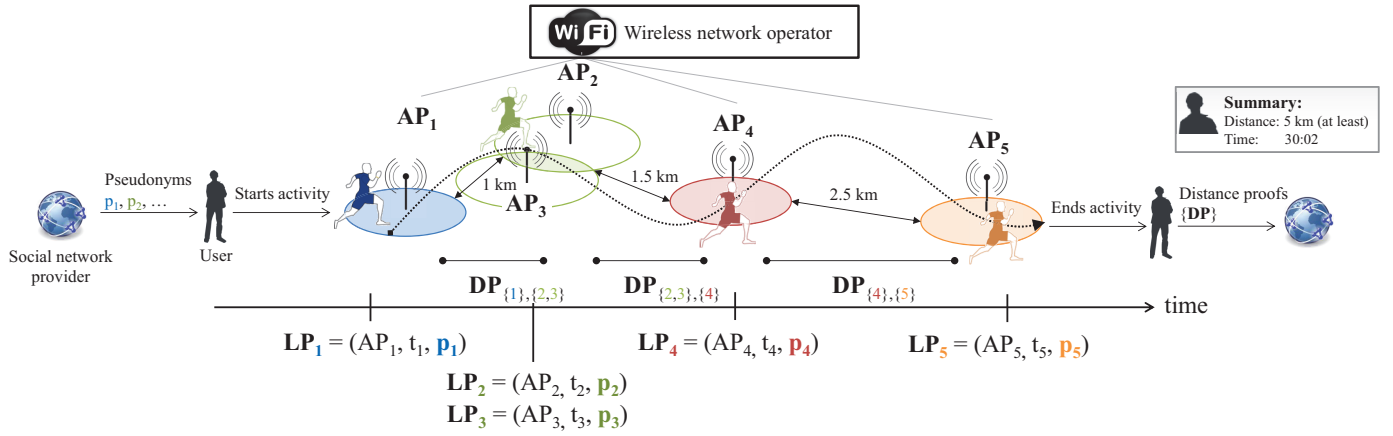 Wi Fi Wireless network operator
AP2
AP1
AP4
AP5
AP3
1 km
1.5 km
2.5 km
Summary:
Distance: 5 km (at least)
Time: 30:02
Pseudonyms
p1, p2, …
Social network
provider
User
Starts activity
Ends activity
Distance proofs
{DP}
DP{1},{2,3}
DP{2,3},{4}
DP{4},{5}
time
LP1 = (AP1, t1, p1)
LP4 = (AP4, t4, p4)
LP5 = (AP5, t5, p5)
LP2 = (AP2, t2, p2)
LP3 = (AP3, t3, p3)